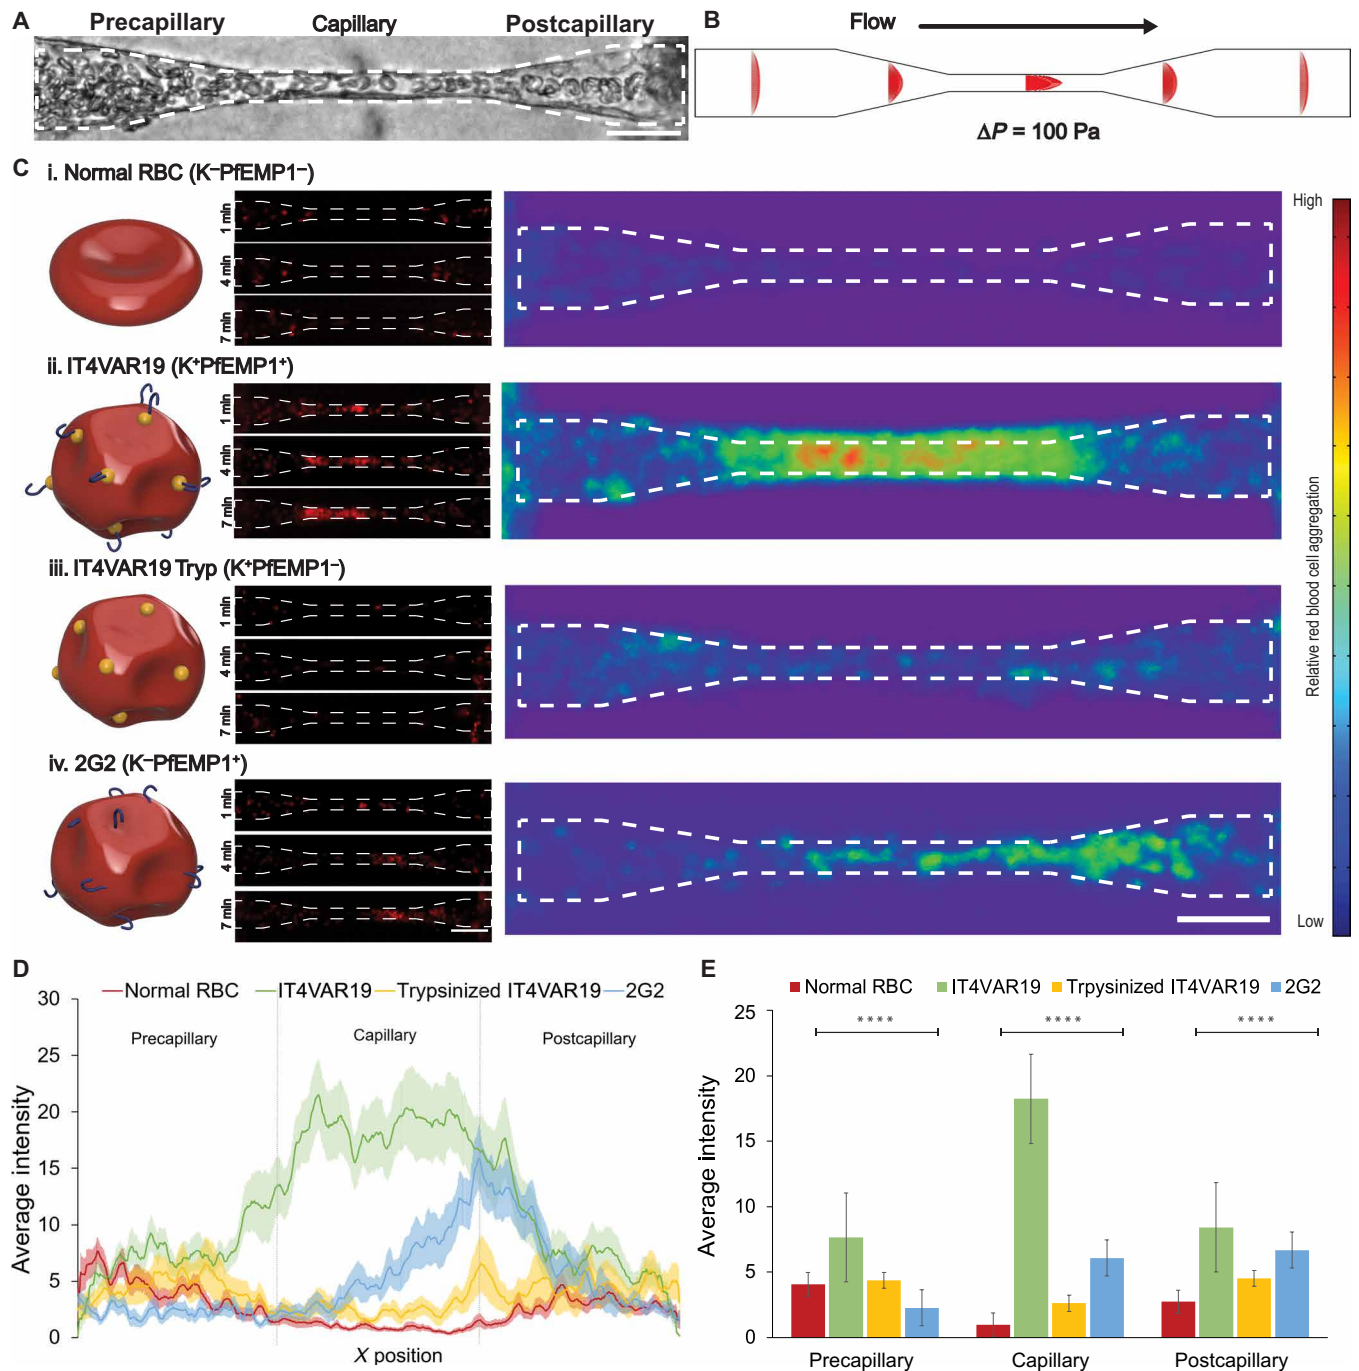 A
Precapillary
Capillary
Postcapillary
B
Flow
ΔP = 100 Pa
C
i. Normal RBC (K⁻PfEMP1⁻)
1 min
4 min
7 min
ii. IT4VAR19 (K⁺PfEMP1⁺)
1 min
4 min
7 min
iii. IT4VAR19 Tryp (K⁺PfEMP1⁻)
1 min
4 min
7 min
iv. 2G2 (K⁻PfEMP1⁺)
1 min
4 min
7 min
High
Relative red blood cell aggregation
Low
D
Normal RBC
IT4VAR19
Trypsinized IT4VAR19
2G2
30
25
20
15
10
5
0
Average intensity
Precapillary
Capillary
Postcapillary
X position
E
Normal RBC
IT4VAR19
Trpysinized IT4VAR19
2G2
25
20
15
10
5
0
Average intensity
****
****
****
Precapillary
Capillary
Postcapillary